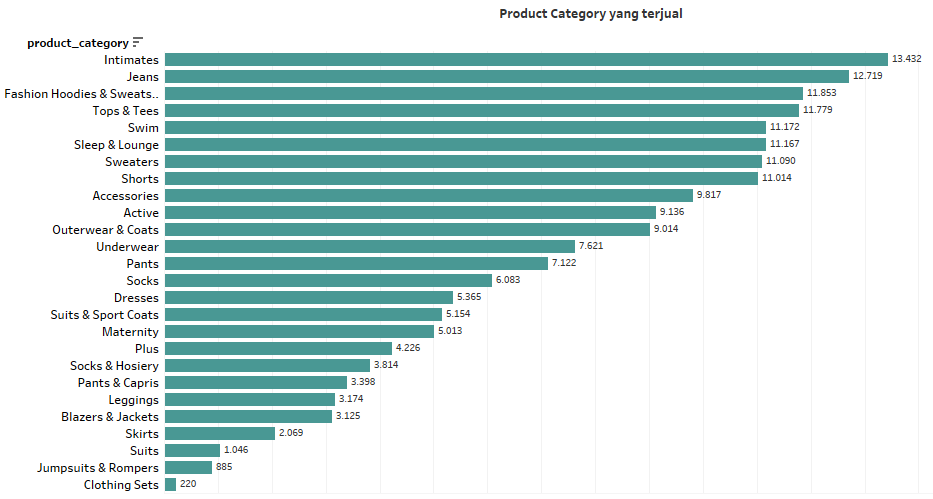 Product Category yang terjual
product_category
Intimates 13.432
Jeans 12.719
Fashion Hoodies & Sweats.. 11.853
Tops & Tees 11.779
Swim 11.172
Sleep & Lounge 11.167
Sweaters 11.090
Shorts 11.014
Accessories 9.817
Active 9.136
Outerwear & Coats 9.014
Underwear 7.621
Pants 7.122
Socks 6.083
Dresses 5.365
Suits & Sport Coats 5.154
Maternity 5.013
Plus 4.226
Socks & Hosiery 3.814
Pants & Capris 3.398
Leggings 3.174
Blazers & Jackets 3.125
Skirts 2.069
Suits 1.046
Jumpsuits & Rompers 885
Clothing Sets 220